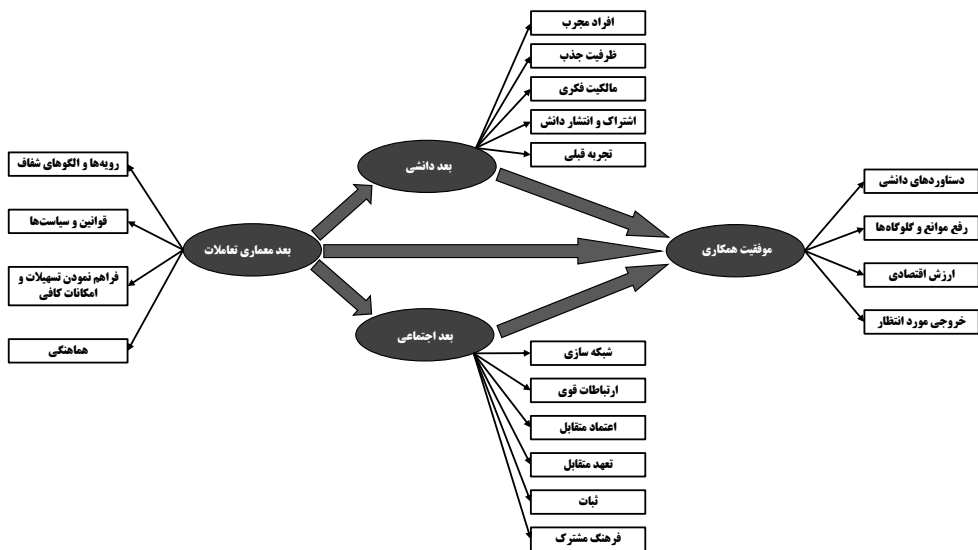 افراد مجرب
ظرفیت جذب
مالکیت فکری
اشتراک و انتشار دانش
تجربه قبلی
بعد دانشی
رویه‌ها و الگوهای شفاف
قوانین و سیاست‌ها
فراهم نمودن تسهیلات و
امکانات کافی
هماهنگی
بعد معماری تعاملات
موفقیت همکاری
دستاوردهای دانشی
رفع موانع و گلوگاه‌ها
ارزش اقتصادی
خروجی مورد انتظار
بعد اجتماعی
شبکه سازی
ارتباطات قوی
اعتماد متقابل
تعهد متقابل
ثبات
فرهنگ مشترک